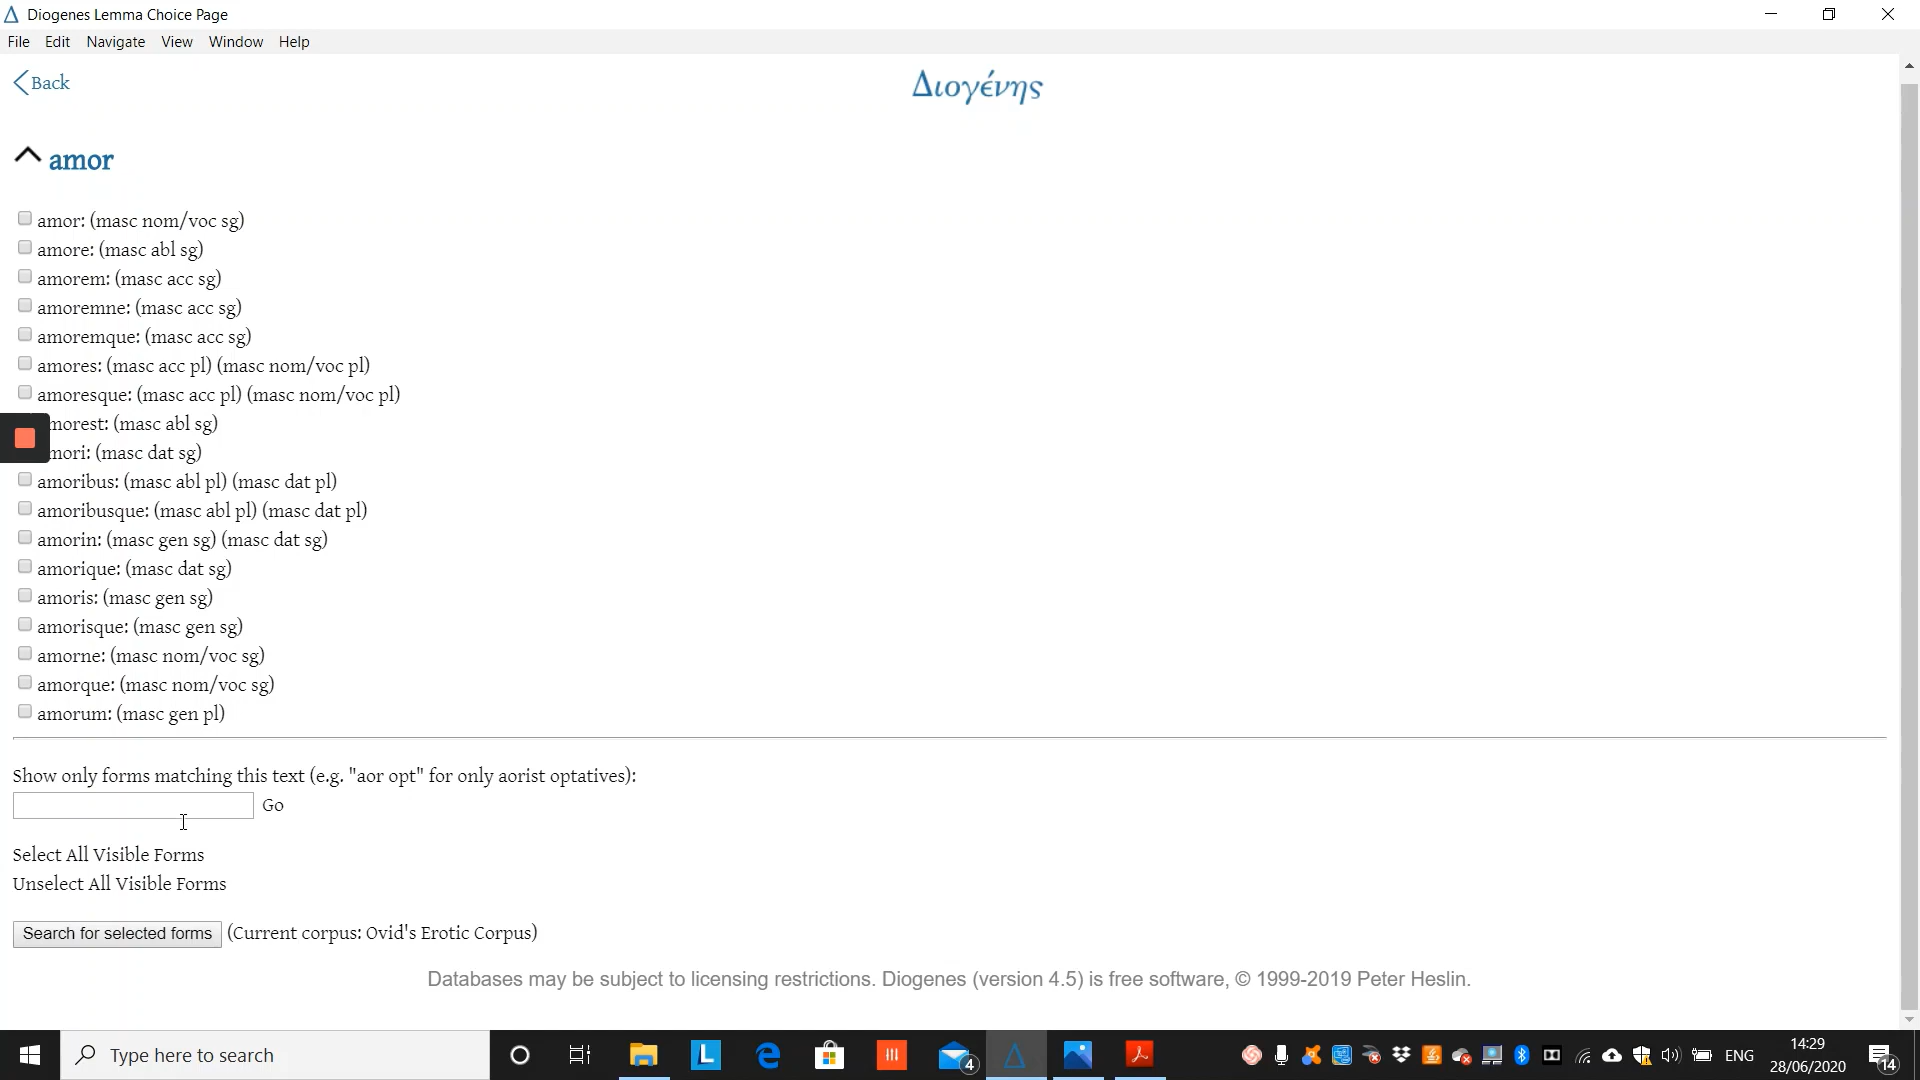 Diogenes Lemma Choice Page
File Edit Navigate View Window Help
Back
Διογένης
amor
amor: (masc nom/voc sg)
amore: (masc abl sg)
amorem: (masc acc sg)
amoremne: (masc acc sg)
amoremque: (masc acc sg)
amores: (masc acc pl) (masc nom/voc pl)
amoresque: (masc acc pl) (masc nom/voc pl)
morest: (masc abl sg)
mori: (masc dat sg)
amoribus: (masc abl pl) (masc dat pl)
amoribusque: (masc abl pl) (masc dat pl)
amorin: (masc gen sg) (masc dat sg)
amorique: (masc dat sg)
amoris: (masc gen sg)
amorisque: (masc gen sg)
amorne: (masc nom/voc sg)
amorque: (masc nom/voc sg)
amorum: (masc gen pl)
Show only forms matching this text (e.g. "aor opt" for only aorist optatives):
Go
Select All Visible Forms
Unselect All Visible Forms
Search for selected forms (Current corpus: Ovid's Erotic Corpus)
Databases may be subject to licensing restrictions. Diogenes (version 4.5) is free software, © 1999-2019 Peter Heslin.
Type here to search
L
4
ENG
14:29
28/06/2020
14